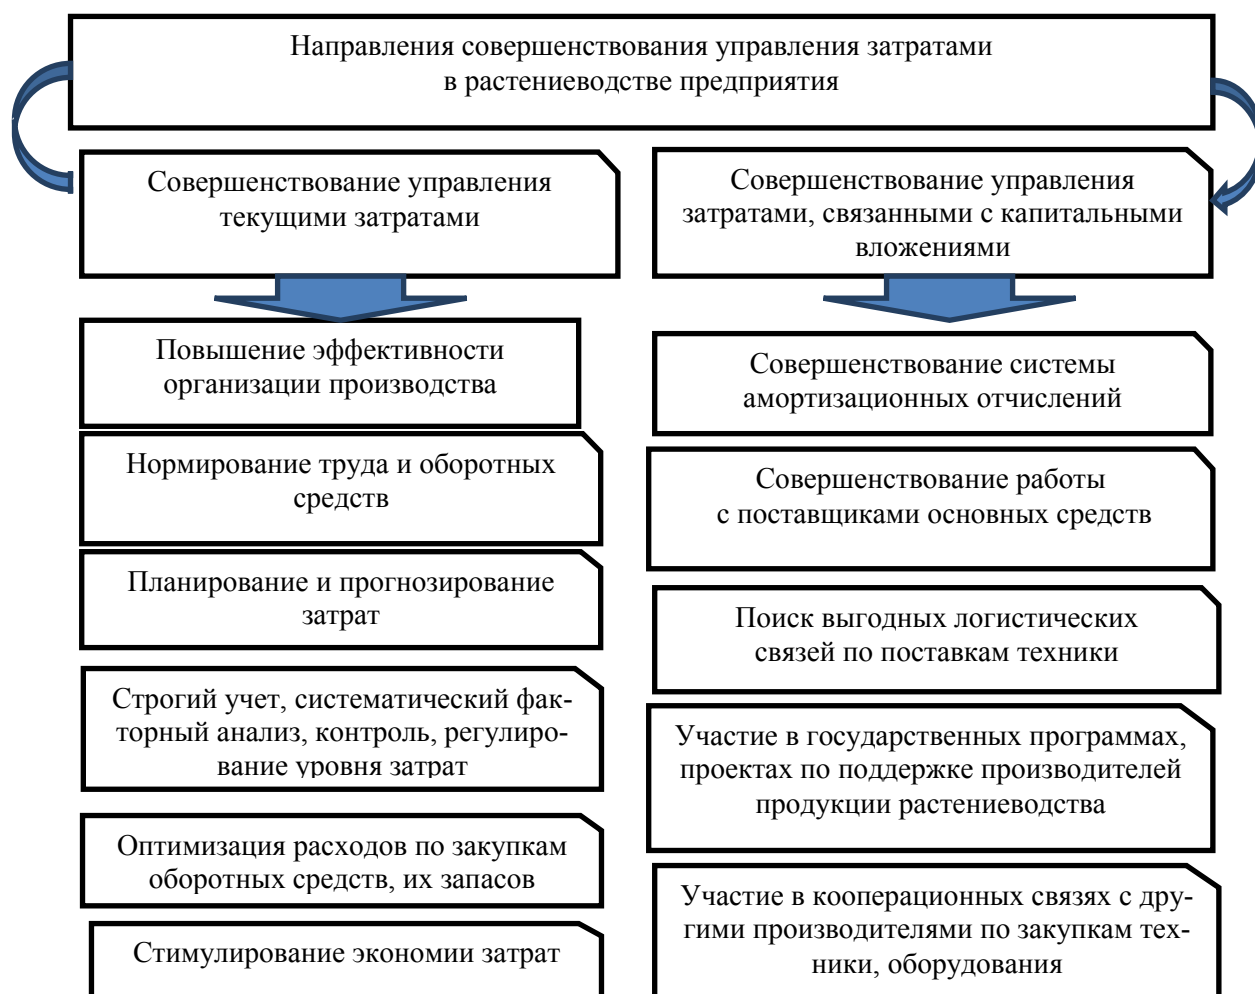 Направления совершенствования управления затратами
в растениеводстве предприятия
Совершенствование управления
текущими затратами
Повышение эффективности
организации производства
Нормирование труда и оборотных
средств
Планирование и прогнозирование
затрат
Строгий учет, систематический фак-
торный анализ, контроль, регулиро-
вание уровня затрат
Оптимизация расходов по закупкам
оборотных средств, их запасов
Стимулирование экономии затрат
Совершенствование управления
затратами, связанными с капитальными
вложениями
Совершенствование системы
амортизационных отчислений
Совершенствование работы
с поставщиками основных средств
Поиск выгодных логистических
связей по поставкам техники
Участие в государственных программах,
проектах по поддержке производителей
продукции растениеводства
Участие в кооперационных связях с дру-
гими производителями по закупкам тех-
ники, оборудования